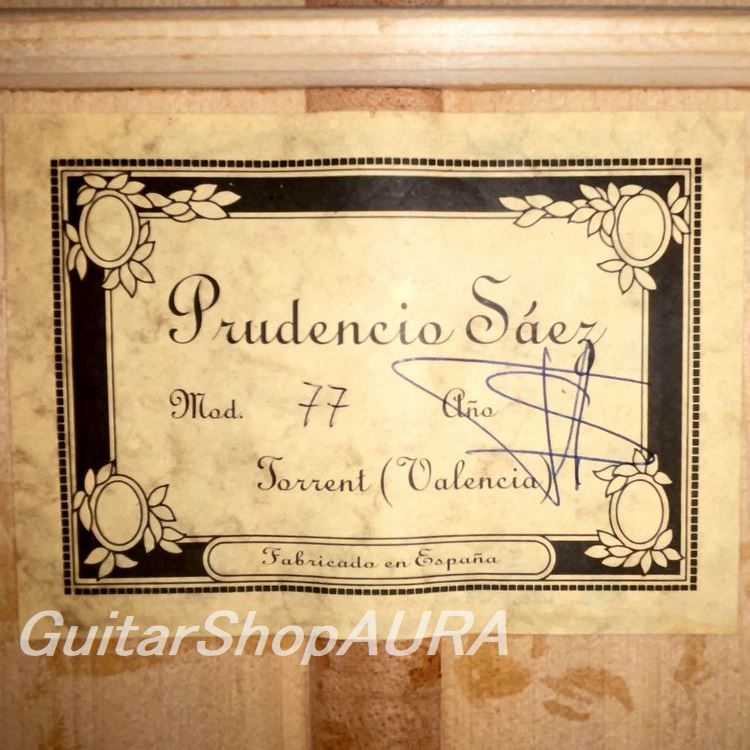 Prudencio Sáez
Mod. 77 Año
Torrent (Valencia)
Fabricado en España
GuitarShopAURA